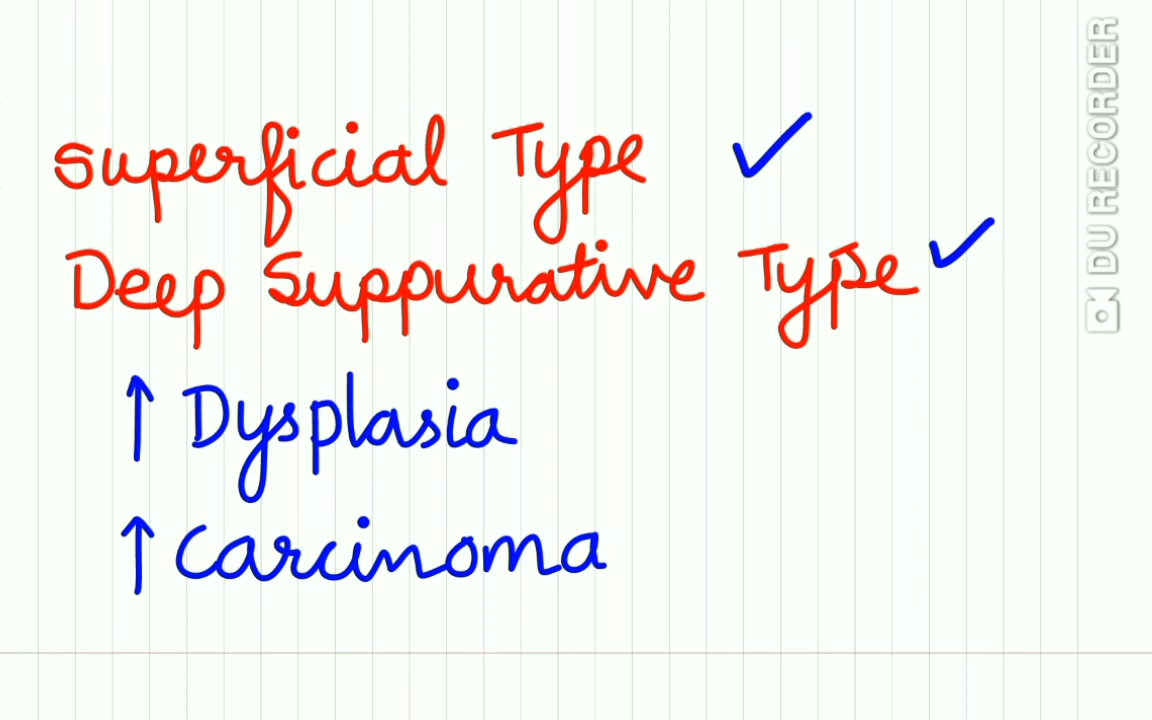 Superficial Type ✓
Deep Suppurative Type ✓
↑ Dysplasia
↑ Carcinoma
DU RECORDER